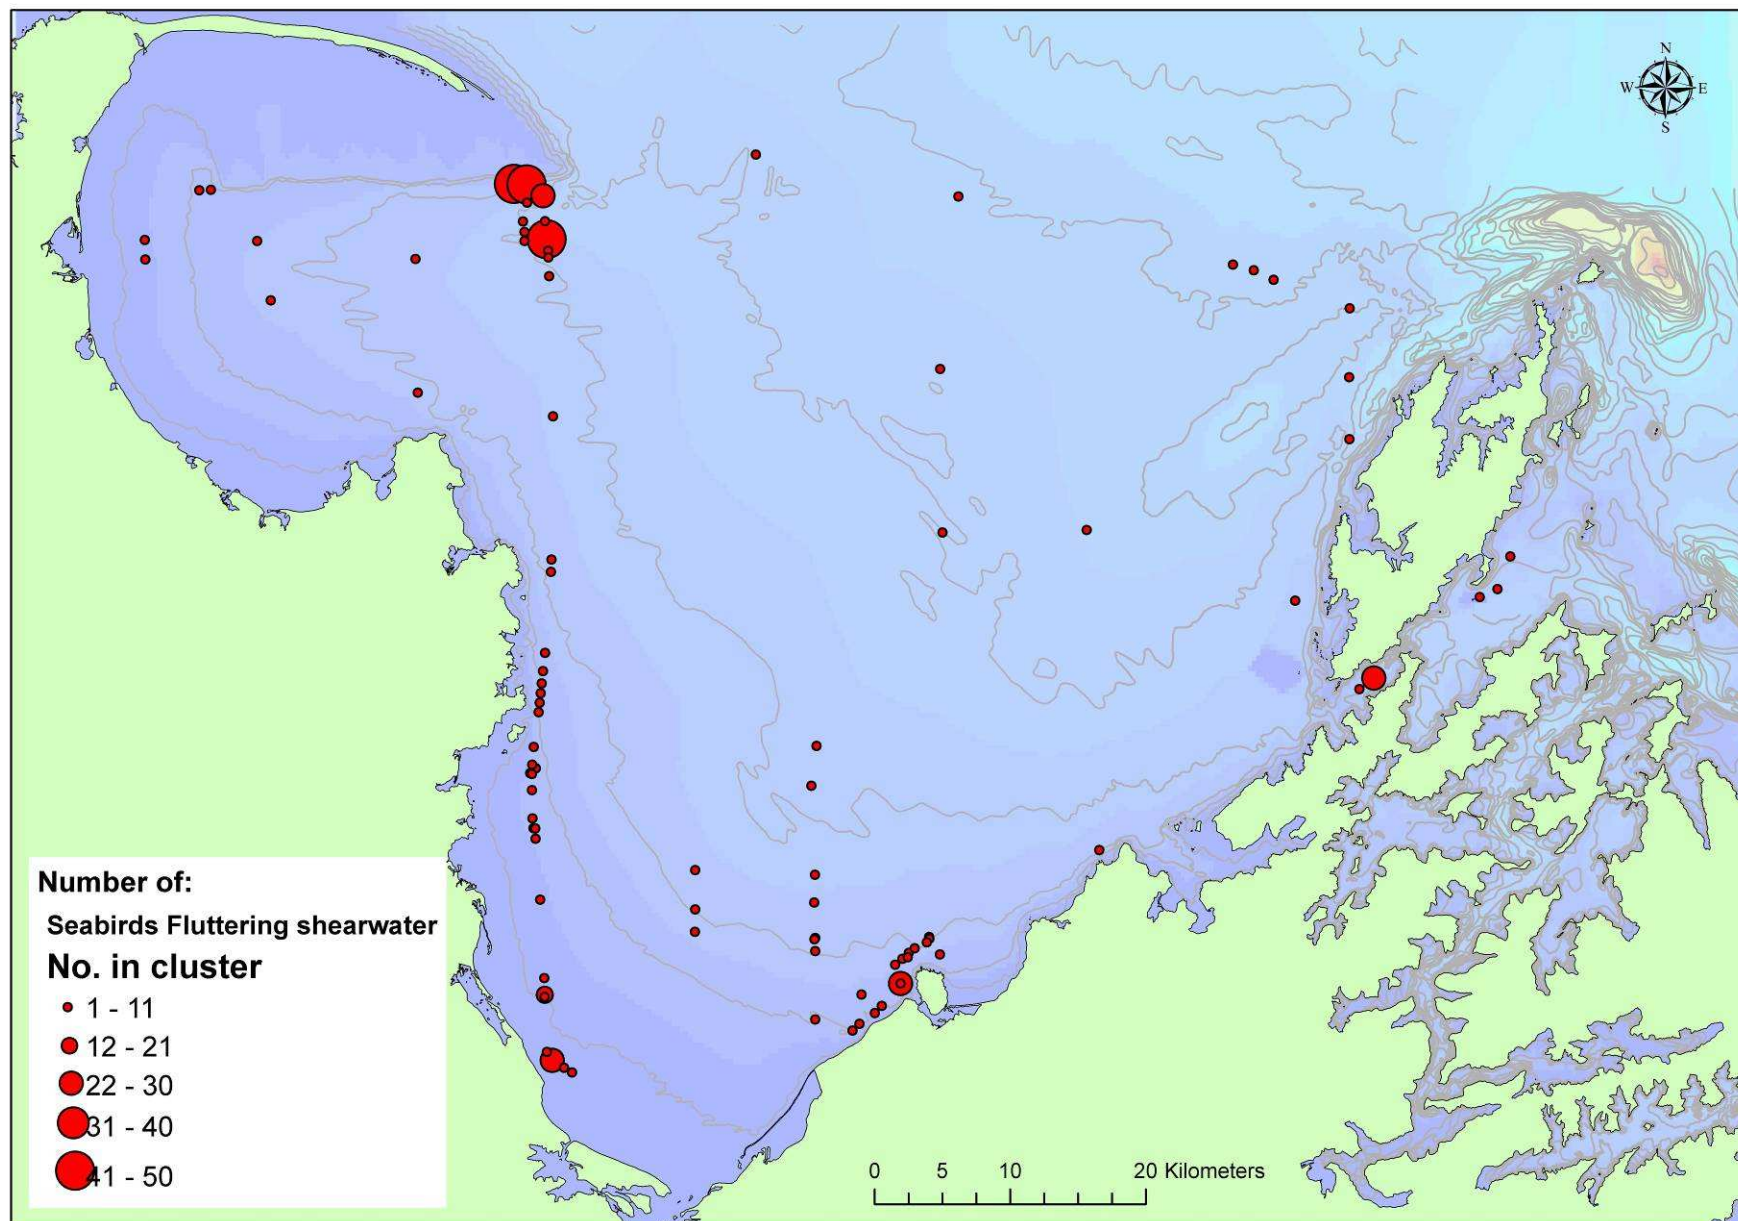 N
W E
S
Number of:
Seabirds Fluttering shearwater
No. in cluster
1 - 11
12 - 21
22 - 30
31 - 40
41 - 50
0 5 10 20 Kilometers